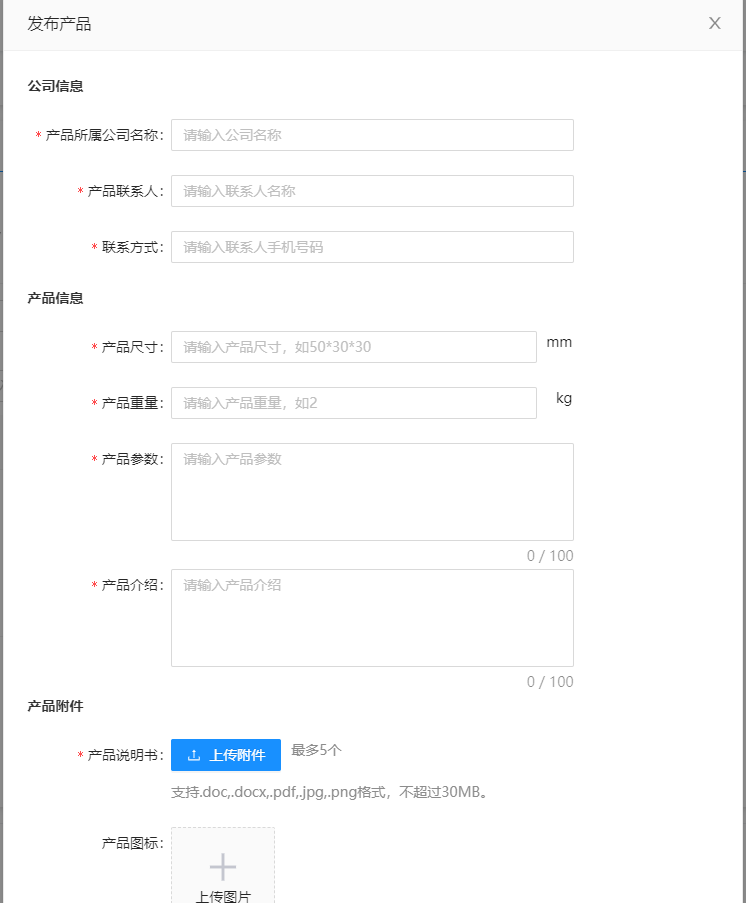 发布产品 X
公司信息
* 产品所属公司名称: 请输入公司名称
* 产品联系人: 请输入联系人名称
* 联系方式: 请输入联系人手机号码
产品信息
* 产品尺寸: 请输入产品尺寸，如50*30*30 mm
* 产品重量: 请输入产品重量，如2 kg
* 产品参数: 请输入产品参数
0 / 100
* 产品介绍: 请输入产品介绍
0 / 100
产品附件
* 产品说明书: 上传附件 最多5个
支持.doc,.docx,.pdf,.jpg,.png格式，不超过30MB。
产品图标:
上传图片